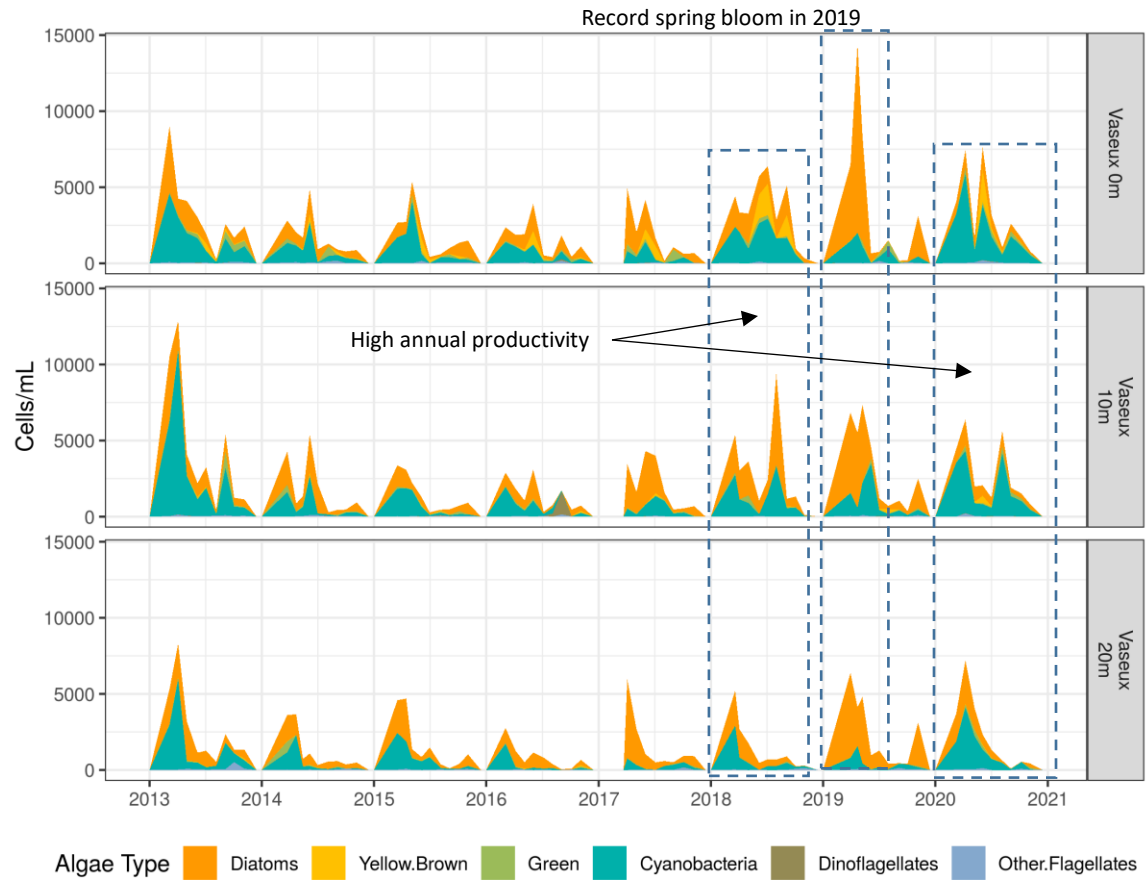 Record spring bloom in 2019
15000
10000
5000
0
Vaseux 0m
15000
10000
5000
0
High annual productivity
Vaseux
10m
Cells/mL
15000
10000
5000
0
Vaseux
20m
2013 2014 2015 2016 2017 2018 2019 2020 2021
Algae Type Diatoms Yellow.Brown Green Cyanobacteria Dinoflagellates Other.Flagellates